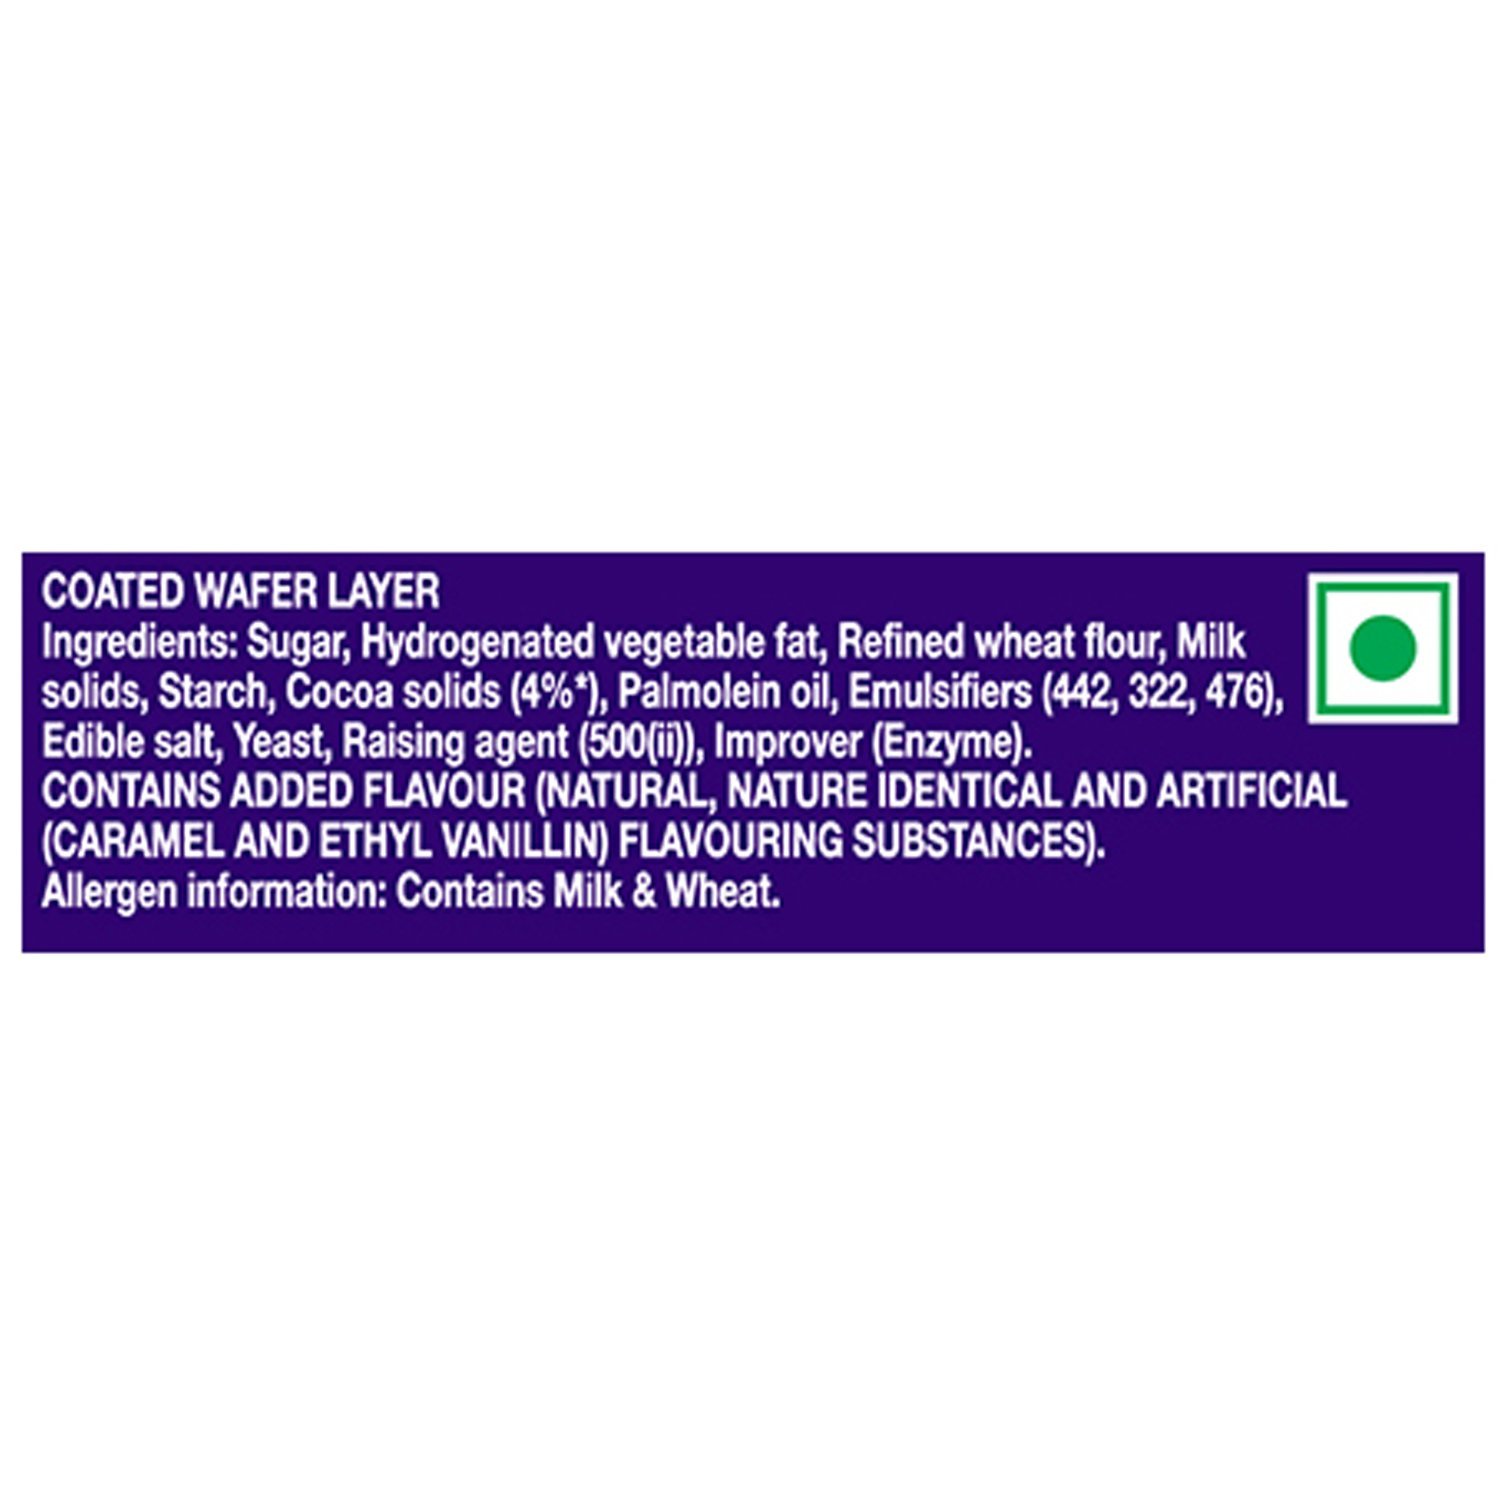 COATED WAFER LAYER
Ingredients: Sugar, Hydrogenated vegetable fat, Refined wheat flour, Milk
solids, Starch, Cocoa solids (4%*), Palmolein oil, Emulsifiers (442, 322, 476),
Edible salt, Yeast, Raising agent (500(ii)), Improver (Enzyme).
CONTAINS ADDED FLAVOUR (NATURAL, NATURE IDENTICAL AND ARTIFICIAL
(CARAMEL AND ETHYL VANILLIN) FLAVOURING SUBSTANCES).
Allergen information: Contains Milk & Wheat.